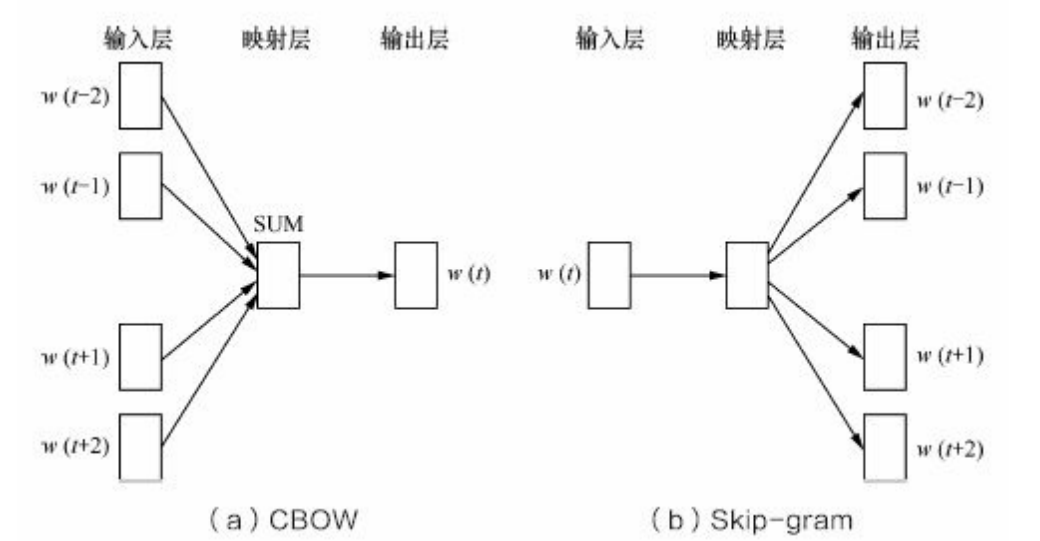 输入层 映射层 输出层 输入层 映射层 输出层
w (t−2) w (t−2)
w (t−1) w (t−1)
SUM
w (t) w (t)
w (t+1) w (t+1)
w (t+2) w (t+2)
（a）CBOW （b）Skip-gram